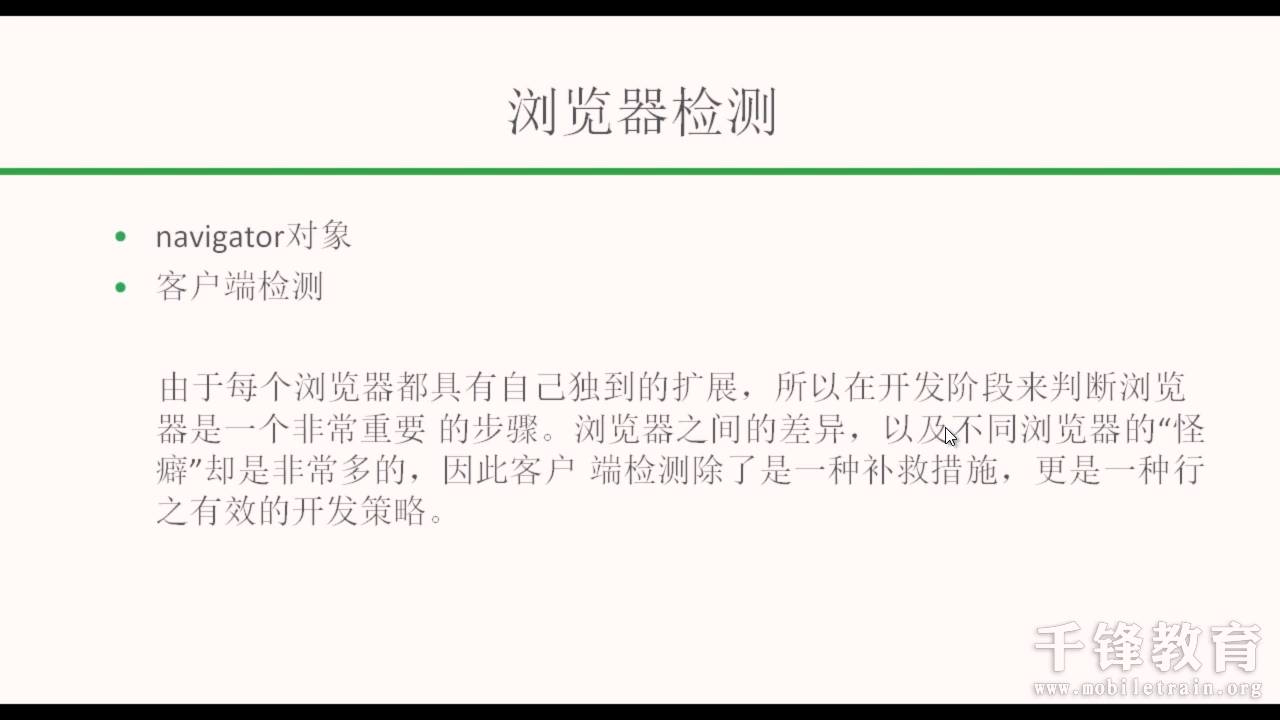 浏览器检测
navigator对象
客户端检测
由于每个浏览器都具有自己独到的扩展，所以在开发阶段来判断浏览
器是一个非常重要 的步骤。浏览器之间的差异，以及不同浏览器的“怪
癖”却是非常多的，因此客户 端检测除了是一种补救措施，更是一种行
之有效的开发策略。
千锋教育
www.mobiletrain.org